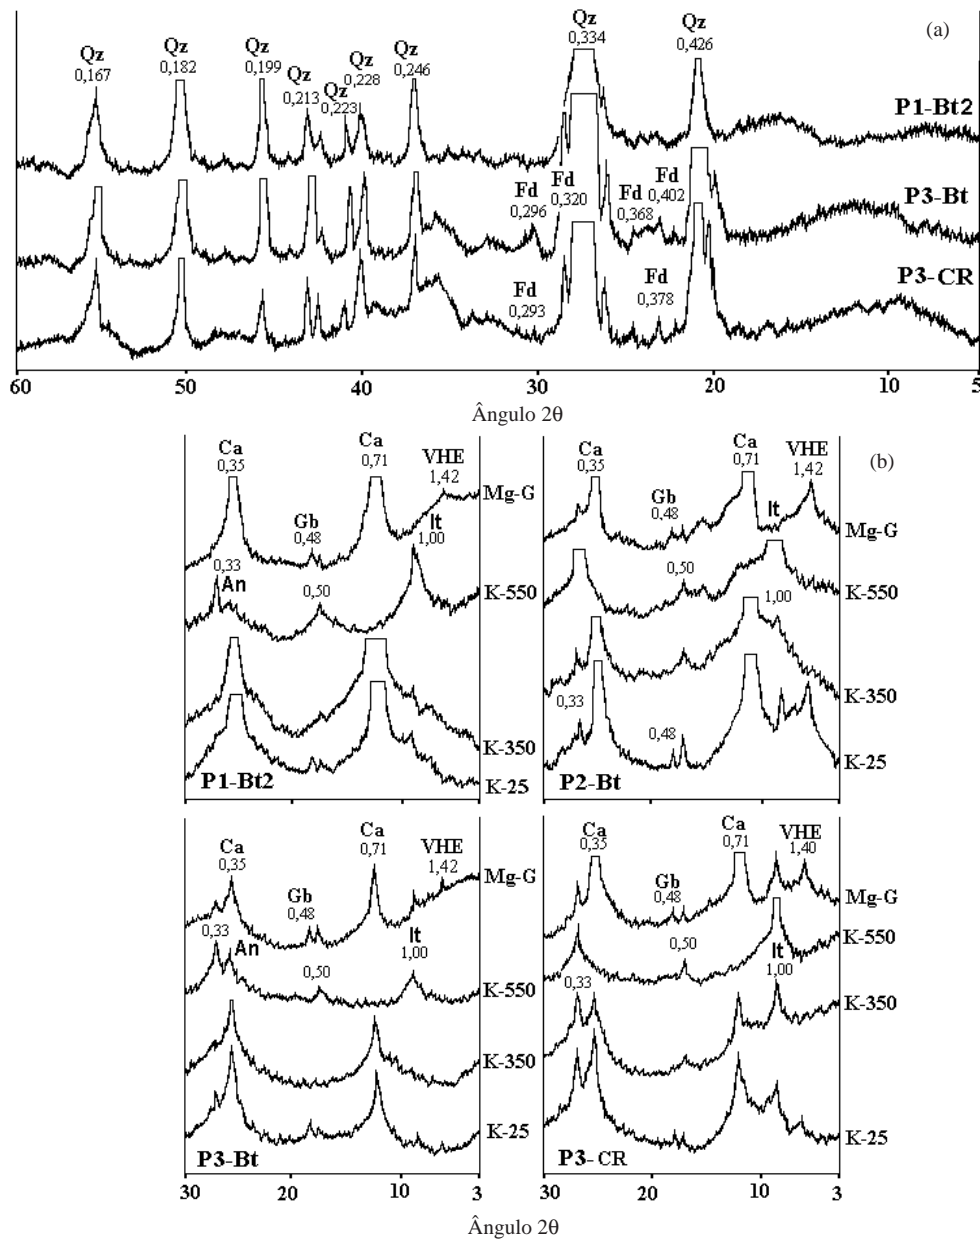 (a)
Qz 0,167
Qz 0,182
Qz 0,199
Qz 0,213
Qz 0,223
Qz 0,228
Qz 0,246
Qz 0,334
Qz 0,426
P1-Bt2
Fd 0,296
Fd 0,320
Fd 0,368
Fd 0,402
P3-Bt
Fd 0,293
Fd 0,378
P3-CR
60 50 40 30 20 10 5
Ângulo 2θ
(b)
Ca 0,35
Gb 0,48
Ca 0,71
VHE 1,42
Mg-G
It 1,00
0,33 An
0,50
K-550
K-350
K-25
P1-Bt2
Ca 0,35
Gb 0,48
Ca 0,71
VHE 1,42
It
Mg-G
0,50
K-550
1,00
K-350
0,33
0,48
K-25
P2-Bt
Ca 0,35
Gb 0,48
Ca 0,71
VHE 1,42
Mg-G
0,33 An
0,50
It 1,00
K-550
K-350
K-25
P3-Bt
30 20 10 3
Ca 0,35
Gb 0,48
Ca 0,71
VHE 1,40
Mg-G
0,50
K-550
It 1,00
0,33
K-350
K-25
P3-CR
30 20 10 3
Ângulo 2θ